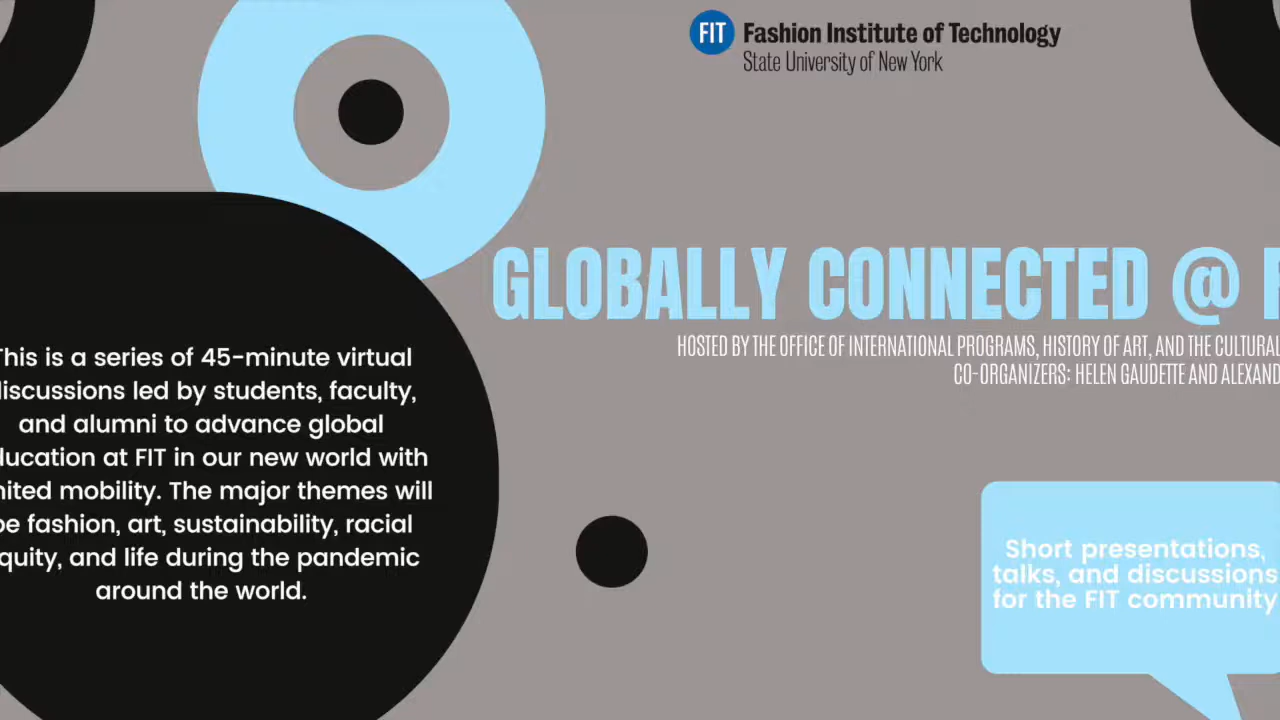 FIT Fashion Institute of Technology
State University of New York
GLOBALLY CONNECTED @
HOSTED BY THE OFFICE OF INTERNATIONAL PROGRAMS, HISTORY OF ART, AND THE CULTURAL
CO-ORGANIZERS: HELEN GAUDETTE AND
This is a series of 45-minute virtual
discussions led by students, faculty,
and alumni to advance global
education at FIT in our new world with
limited mobility. The major themes will
be fashion, art, sustainability, racial
equity, and life during the pandemic
around the world.
Short presentations,
talks, and discussions
for the FIT community